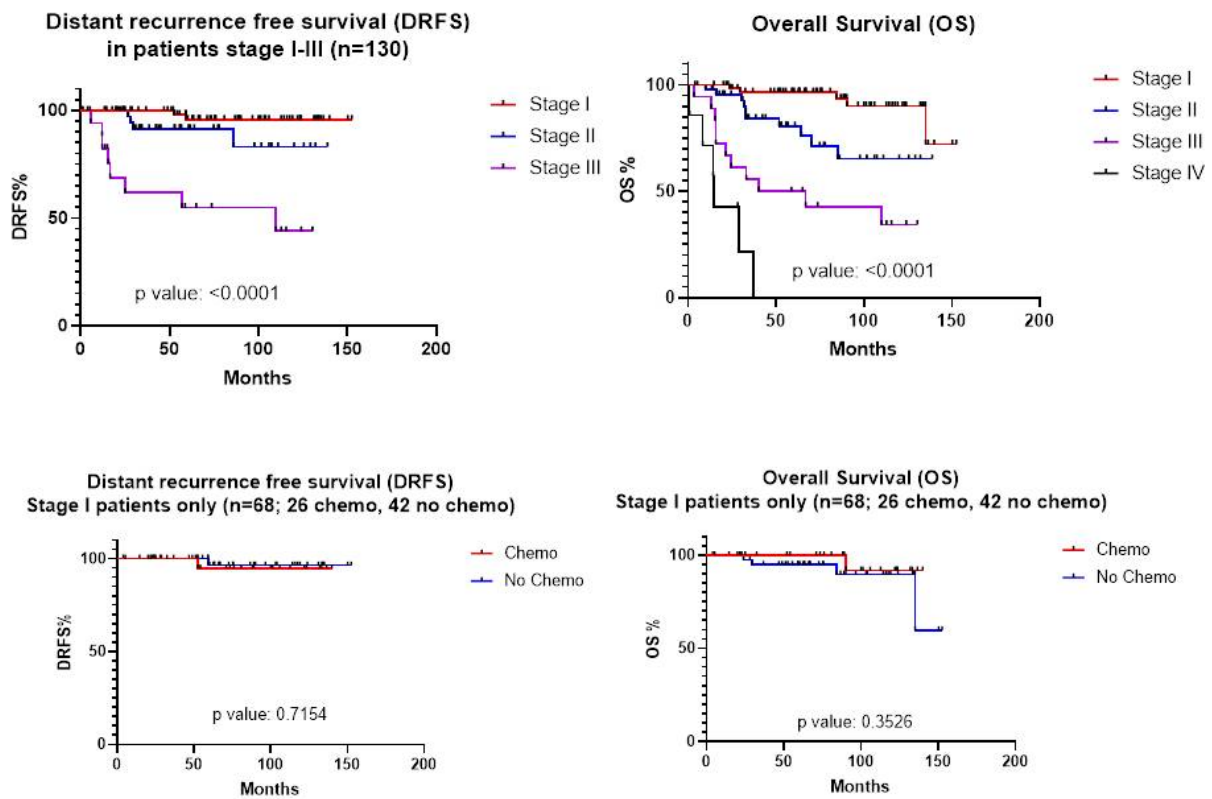 Distant recurrence free survival (DRFS)
in patients stage I-III (n=130)
DRFS%
100
50
0
0 50 100 150 200
Months
Stage I
Stage II
Stage III
p value: <0.0001
Overall Survival (OS)
OS %
100
50
0
0 50 100 150 200
Months
Stage I
Stage II
Stage III
Stage IV
p value: <0.0001
Distant recurrence free survival (DRFS)
Stage I patients only (n=68; 26 chemo, 42 no chemo)
DRFS%
100
50
0
0 50 100 150 200
Months
Chemo
No Chemo
p value: 0.7154
Overall Survival (OS)
Stage I patients only (n=68; 26 chemo, 42 no chemo)
OS %
100
50
0
0 50 100 150 200
Months
Chemo
No Chemo
p value: 0.3526